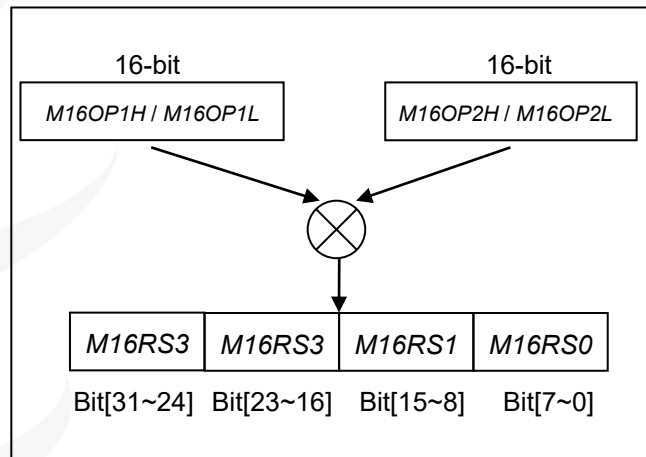 16-bit 16-bit
M16OP1H / M16OP1L M16OP2H / M16OP2L
M16RS3 M16RS3 M16RS1 M16RS0
Bit[31~24] Bit[23~16] Bit[15~8] Bit[7~0]